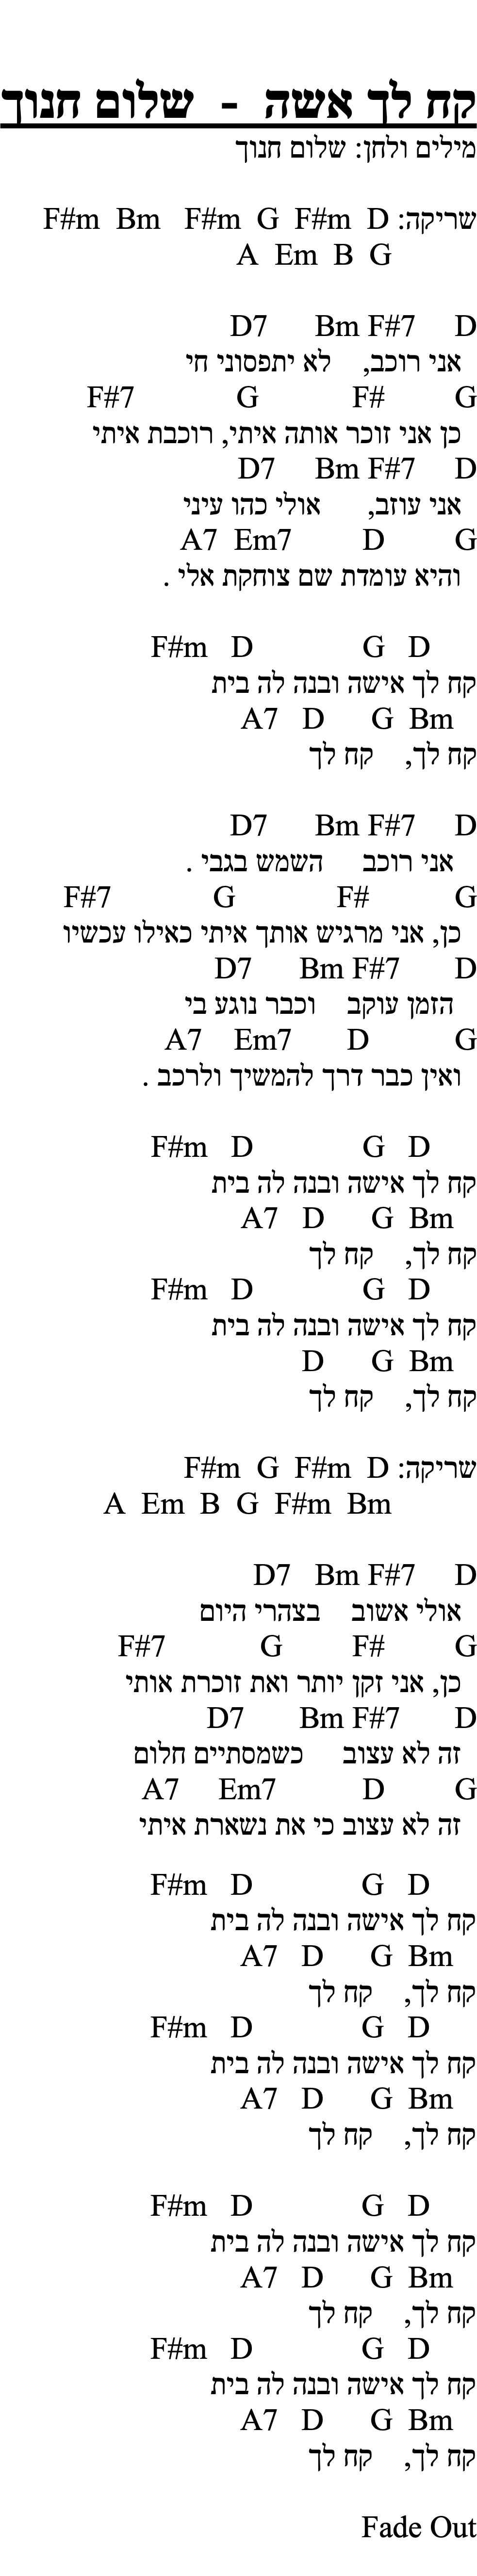 קח לך אשה - שלום חנוך
מילים ולחן: שלום חנוך
שריקה: F#m Bm F#m G F#m D
A Em B G
D7 Bm F#7 D
אני רוכב, לא יתפסוני חי
F#7 G F# G
כן אני זוכר אותה איתי, רוכבת איתי
D7 Bm F#7 D
אני עוזב, אולי כהו עיני
A7 Em7 D G
והיא עומדת שם צוחקת אלי .
F#m D G D
קח לך אישה ובנה לה בית
A7 D G Bm
קח לך, קח לך
D7 Bm F#7 D
אני רוכב השמש בגבי .
F#7 G F# G
כן, אני מרגיש אותך איתי כאילו עכשיו
D7 Bm F#7 D
הזמן עוקב וכבר נוגע בי
A7 Em7 D G
ואין כבר דרך להמשיך ולרכב .
F#m D G D
קח לך אישה ובנה לה בית
A7 D G Bm
קח לך, קח לך
F#m D G D
קח לך אישה ובנה לה בית
D G Bm
קח לך, קח לך
שריקה: F#m G F#m D
A Em B G F#m Bm
D7 Bm F#7 D
אולי אשוב בצהרי היום
F#7 G F# G
כן, אני זקן יותר ואת זוכרת אותי
D7 Bm F#7 D
זה לא עצוב כשמסתיים חלום
A7 Em7 D G
זה לא עצוב כי את נשארת איתי
F#m D G D
קח לך אישה ובנה לה בית
A7 D G Bm
קח לך, קח לך
F#m D G D
קח לך אישה ובנה לה בית
A7 D G Bm
קח לך, קח לך
F#m D G D
קח לך אישה ובנה לה בית
A7 D G Bm
קח לך, קח לך
F#m D G D
קח לך אישה ובנה לה בית
A7 D G Bm
קח לך, קח לך
Fade Out